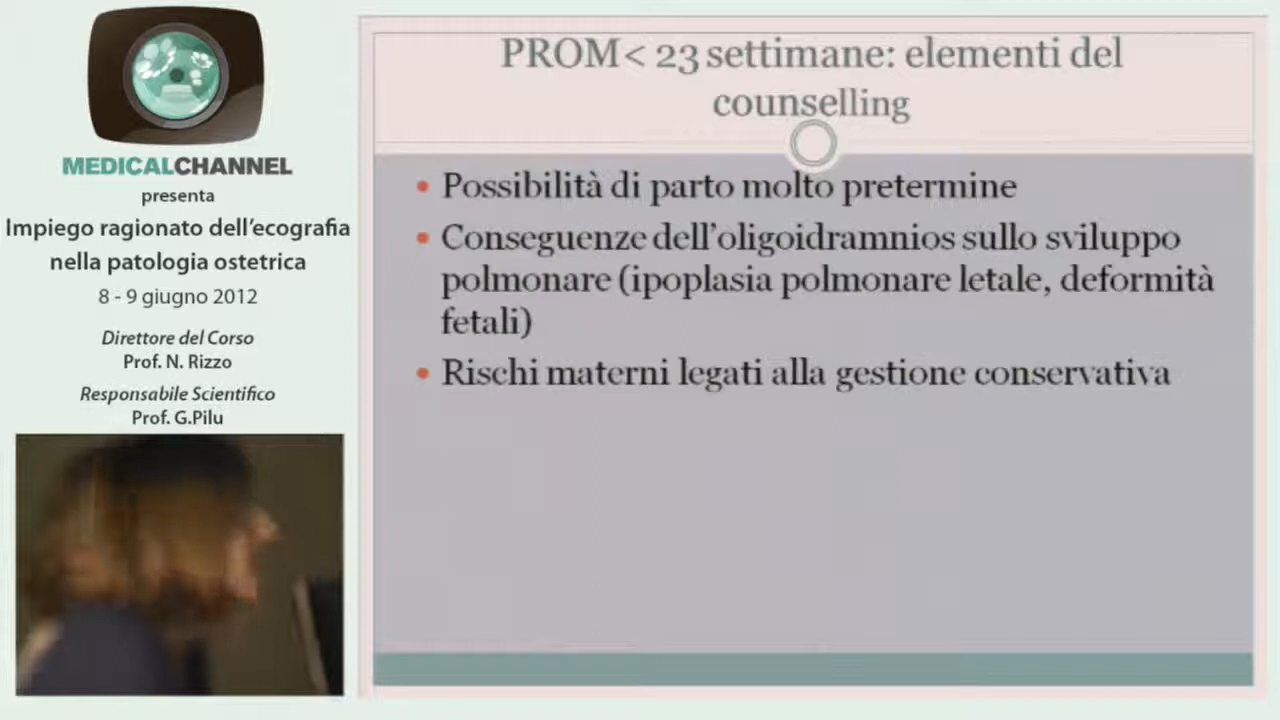 MEDICALCHANNEL
presenta
Impiego ragionato dell'ecografia
nella patologia ostetrica
8 - 9 giugno 2012
Direttore del Corso
Prof. N. Rizzo
Responsabile Scientifico
Prof. G.Pilu
PROM< 23 settimane: elementi del
counselling
• Possibilità di parto molto pretermine
• Conseguenze dell'oligoidramnios sullo sviluppo
polmonare (ipoplasia polmonare letale, deformità
fetali)
• Rischi materni legati alla gestione conservativa